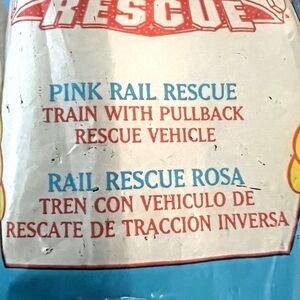 RESCUE
PINK RAIL RESCUE
TRAIN WITH PULLBACK
RESCUE VEHICLE
RAIL RESCUE ROSA
TREN CON VEHICULO DE
RESCATE DE TRACCION INVERSA